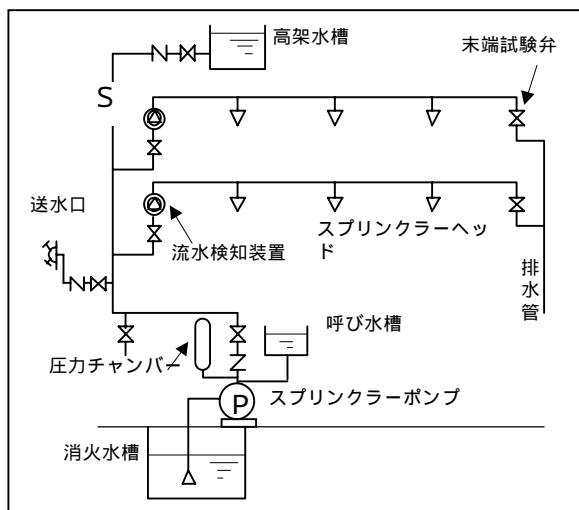 高架水槽
末端試験弁
S
送水口
スプリンクラーヘッ
ド
流水検知装置
排水管
呼び水槽
圧力チャンバー
スプリンクラーポンプ
P
消火水槽